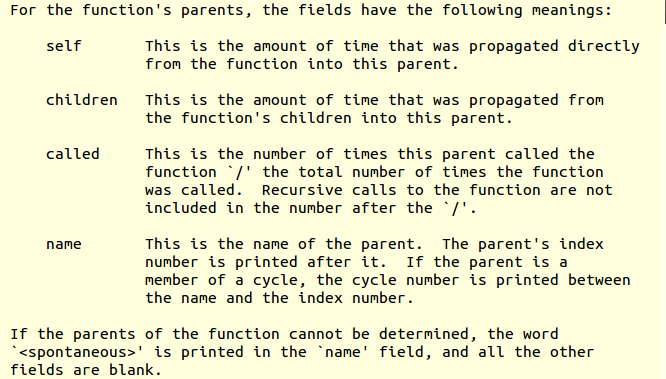 For the function's parents, the fields have the following meanings:
self This is the amount of time that was propagated directly
from the function into this parent.
children This is the amount of time that was propagated from
the function's children into this parent.
called This is the number of times this parent called the
function `/' the total number of times the function
was called. Recursive calls to the function are not
included in the number after the `/'.
name This is the name of the parent. The parent's index
number is printed after it. If the parent is a
member of a cycle, the cycle number is printed between
the name and the index number.
If the parents of the function cannot be determined, the word
`<spontaneous>' is printed in the `name' field, and all the other
fields are blank.